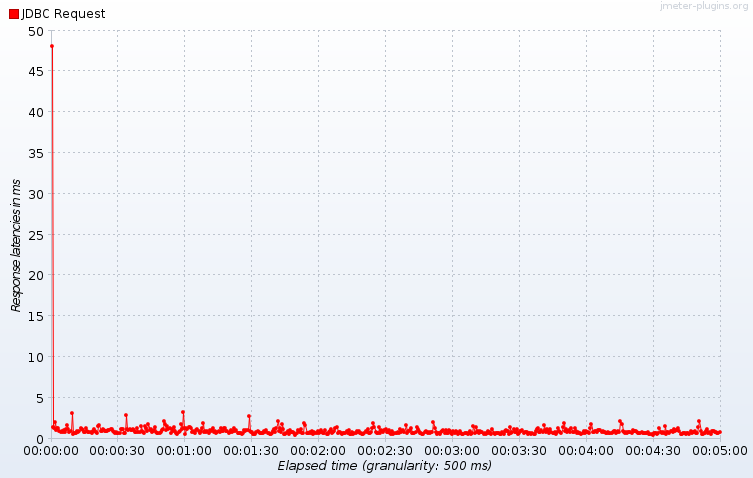 jmeter-plugins.org
JDBC Request
50
45
40
35
30
25
20
15
10
5
0
Response latencies in ms
00:00:00 00:00:30 00:01:00 00:01:30 00:02:00 00:02:30 00:03:00 00:03:30 00:04:00 00:04:30 00:05:00
Elapsed time (granularity: 500 ms)